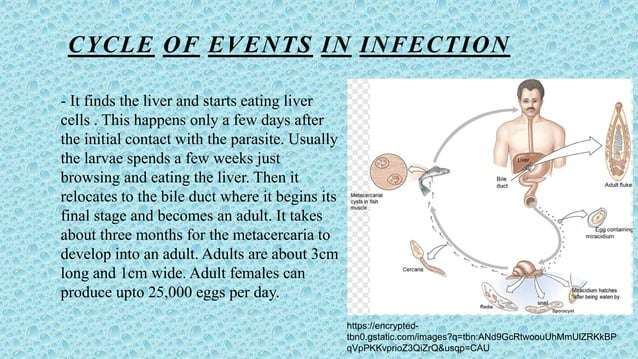 CYCLE OF EVENTS IN INFECTION
- It finds the liver and starts eating liver
cells . This happens only a few days after
the initial contact with the parasite. Usually
the larvae spends a few weeks just
browsing and eating the liver. Then it
relocates to the bile duct where it begins its
final stage and becomes an adult. It takes
about three months for the metacercaria to
develop into an adult. Adults are about 3cm
long and 1cm wide. Adult females can
produce upto 25,000 eggs per day.
Liver
Bile
duct
Adult fluke
Metacercarial
cysts in fish
muscle
Egg containing
miracidium
Cercaria
Miracidium hatches
after being eaten by
snail
Redia
Sporocyst
https://encrypted-
tbn0.gstatic.com/images?q=tbn:ANd9GcRtwoouUhMmUlZRKkBP
qVpPKKvprioZ3QiZrQ&usqp=CAU